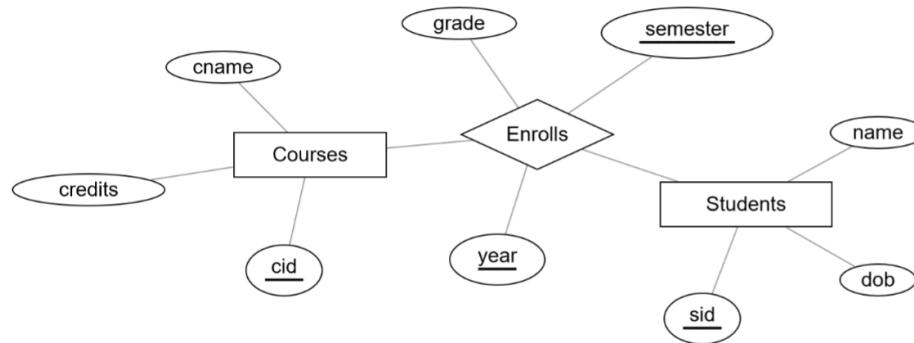 grade
semester
cname
Enrolls
name
Courses
credits
Students
year
cid
dob
sid